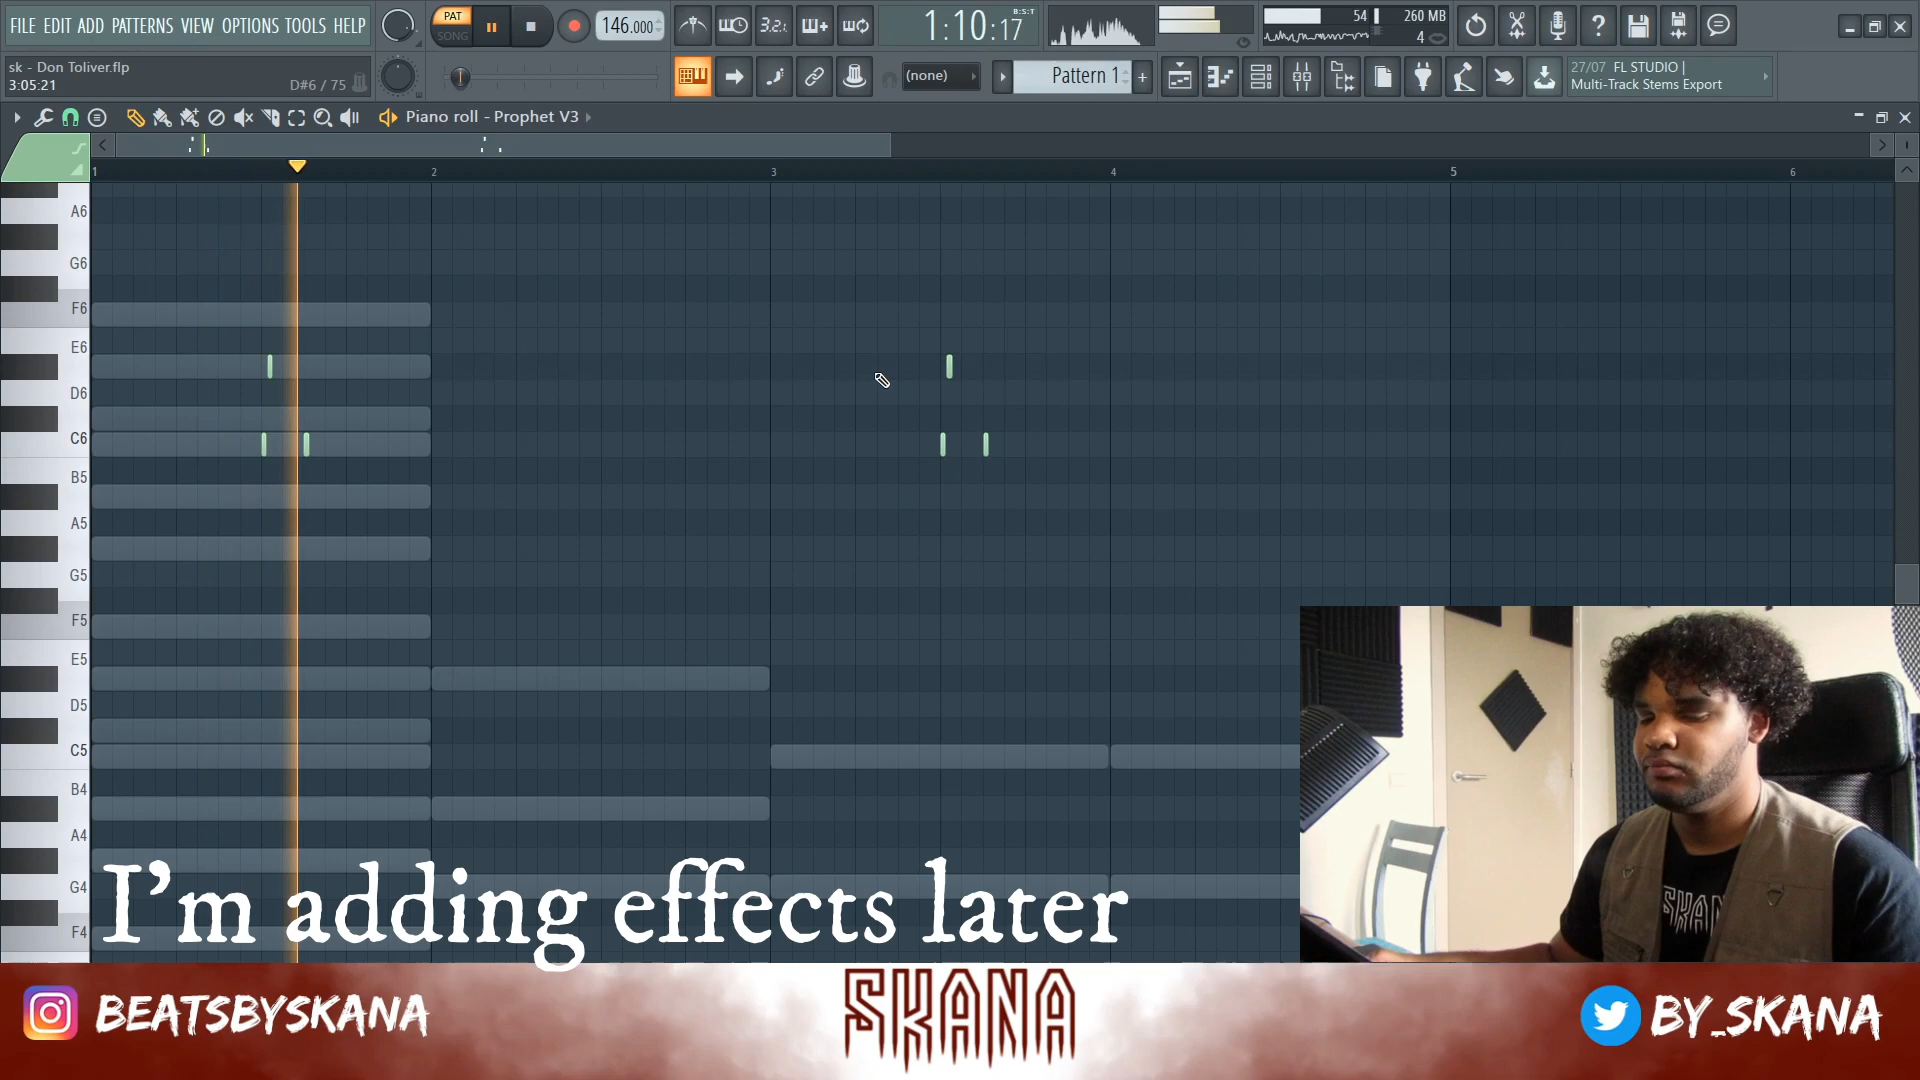 FILE EDIT ADD PATTERNS VIEW OPTIONS TOOLS HELP
PAT
SONG
146.000
3.2.
1:10:17
B:S:T
54
260 MB
4
sk - Don Toliver.flp
3:05:21
D#6 / 75
(none)
Pattern 1
27/07 FL STUDIO |
Multi-Track Stems Export
Piano roll - Prophet V3
1 2 3 4 5 6
A6
G6
F6
E6
D6
C6
B5
A5
G5
F5
E5
D5
C5
B4
A4
G4
F4
I'm adding effects later
SKANA
BEATSBYSKANA
SKANA
BY_SKANA